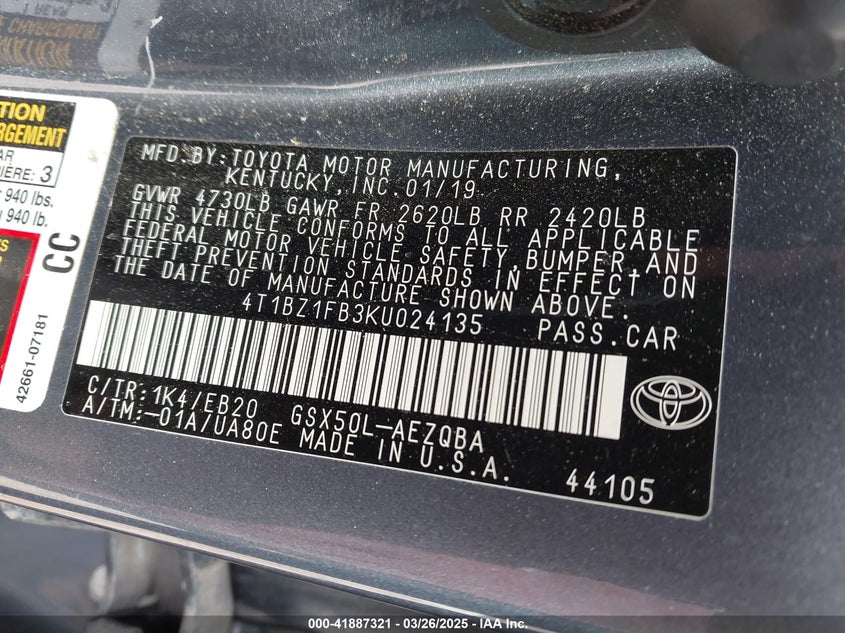 TION
RGEMENT
AR
IÈRE: 3
940 lbs.
940 lb.
CC
42661-07181
MFD.BY:TOYOTA MOTOR MANUFACTURING,
KENTUCKY,INC.01/19
GVWR 4730LB GAWR FR 2620LB RR 2420LB
THIS VEHICLE CONFORMS TO ALL APPLICABLE
FEDERAL MOTOR VEHICLE SAFETY,BUMPER,AND
THEFT PREVENTION STANDARDS IN EFFECT ON
THE DATE OF MANUFACTURE SHOWN ABOVE.
4T1BZ1FB3KU024135 PASS.CAR
C/TR:1K4/EB20 GSX50L-AEZQBA
A/TM:-01A/UA80E MADE IN U.S.A.
44105
000-41887321 - 03/26/2025 - IAA Inc.